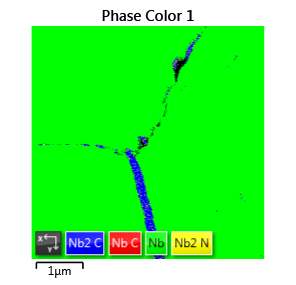 Phase Color 1
X Y Nb2 C Nb C Nb Nb2 N
1µm